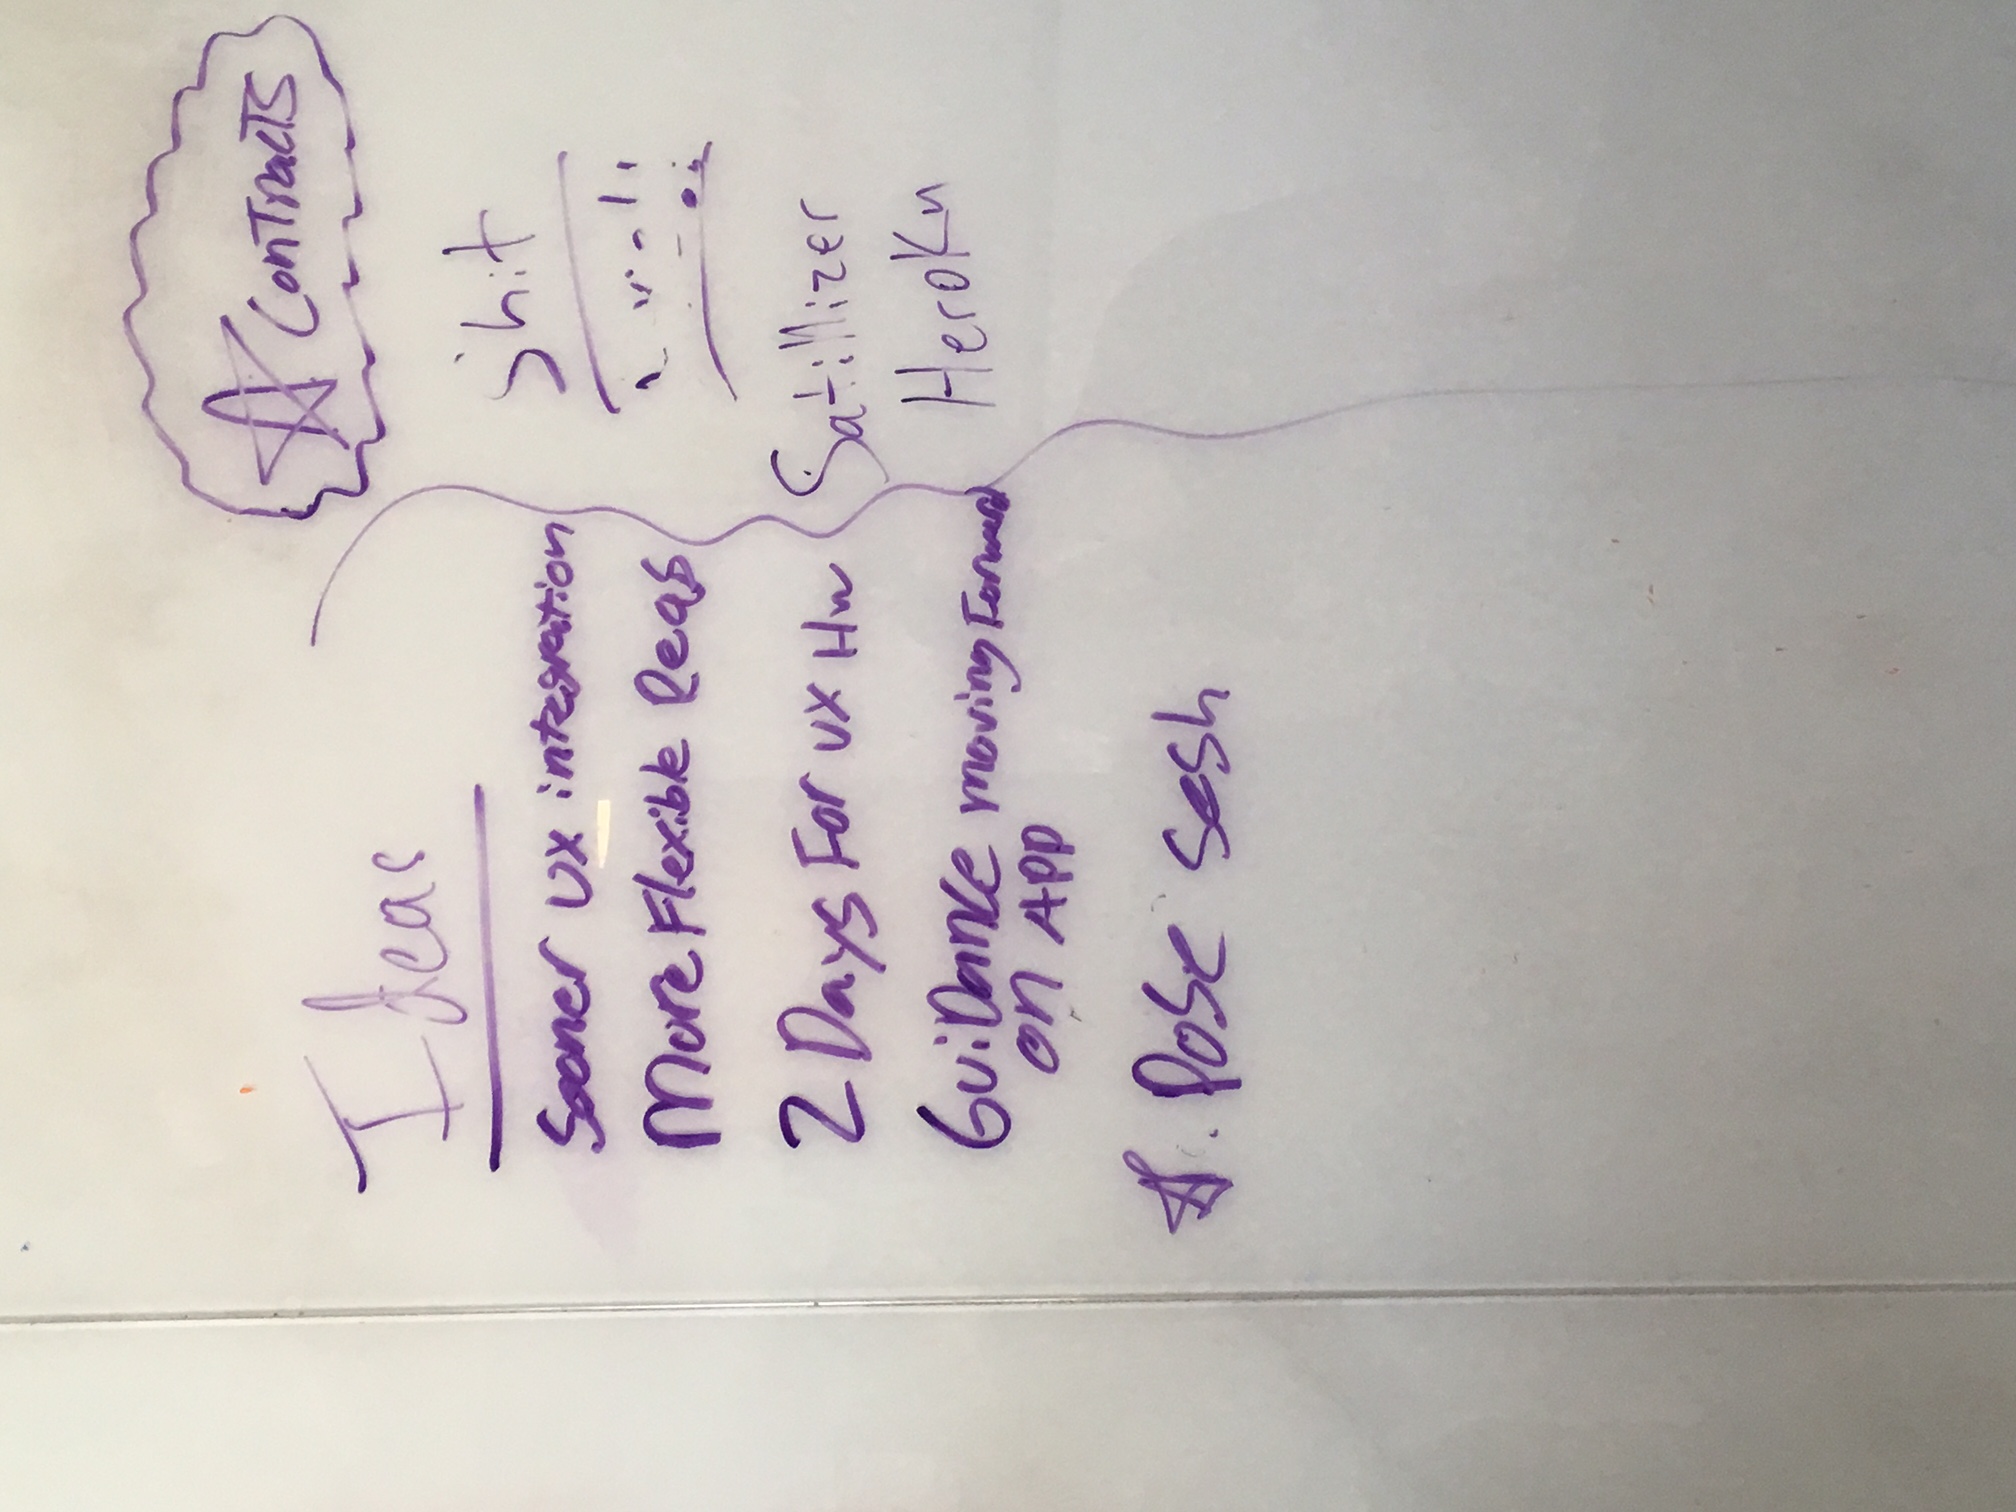 Contracts
Ideas
Sooner UX integration
More Flexible Reqs
2 Days For UX Hw
GuiDance moving Forward
on App
Pose sesh
shit
Satillizer
Heroku